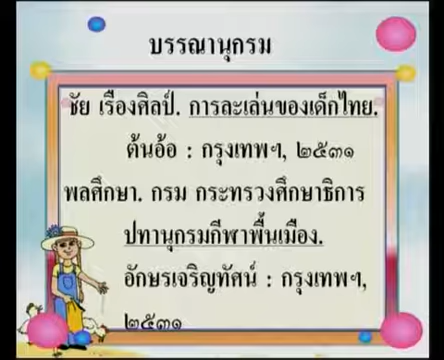 บรรณานุกรม
ชัย เรืองศิลป์. การละเล่นของเด็กไทย.
ต้นอ้อ : กรุงเทพฯ, ๒๕๓๑
พลศึกษา. กรม กระทรวงศึกษาธิการ
ปทานุกรมกีฬาพื้นเมือง.
อักษรเจริญทัศน์ : กรุงเทพฯ,
๒๕๓๑